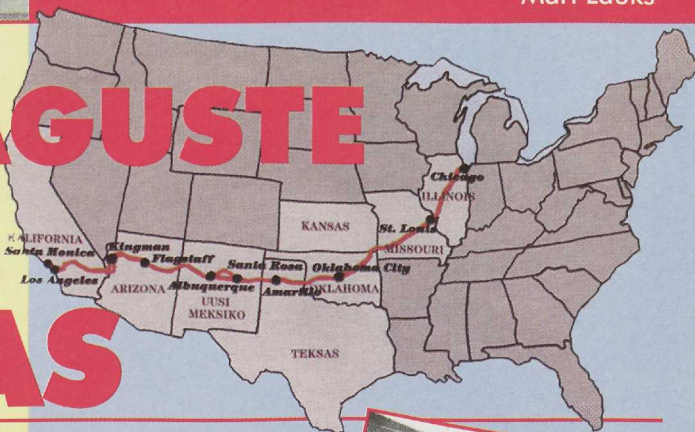 Mari Lauks
AGUSTE
Chicago
ILLINOIS
KANSAS
St. Louis
MISSOURI
KALIFORNIA
Santa Monica
Kingman
Flagstaff
Santa Rosa
Oklahoma City
Los Angeles
ARIZONA
Albuquerque
Amarillo
OKLAHOMA
UUSI
MEKSIKO
TEKSAS
AS